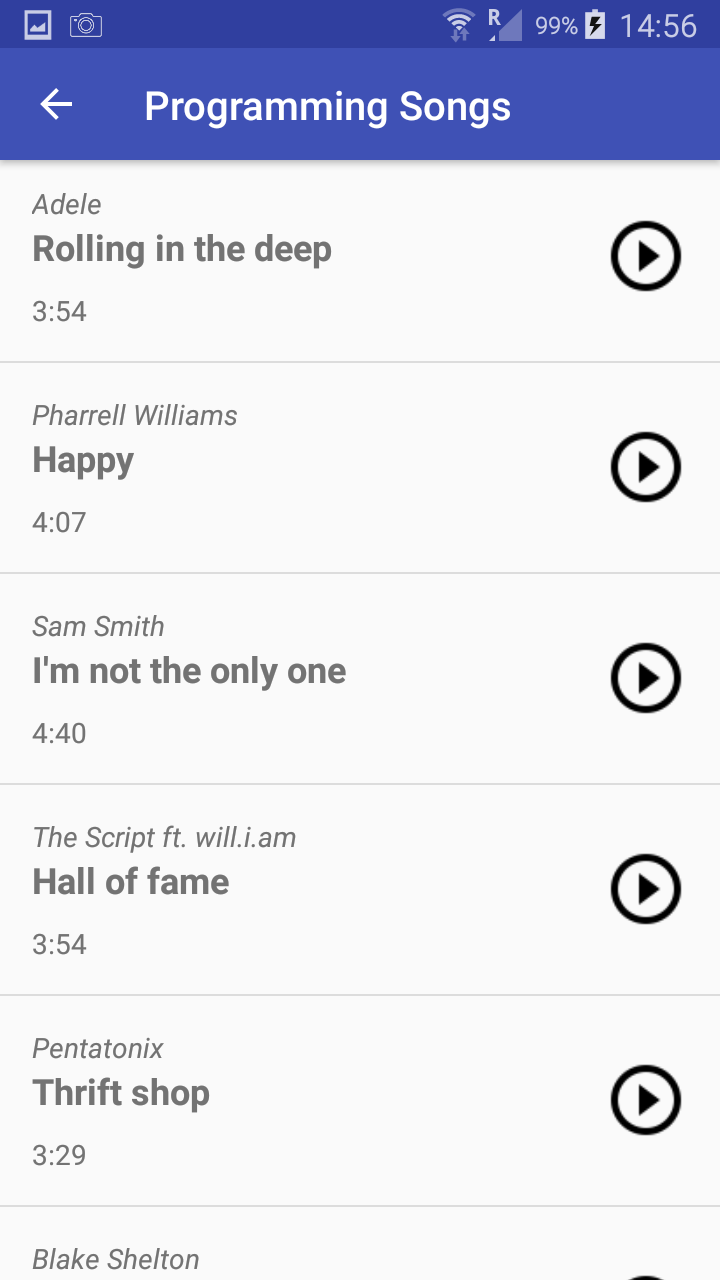 R 99% 14:56
Programming Songs
Adele
Rolling in the deep
3:54
Pharrell Williams
Happy
4:07
Sam Smith
I'm not the only one
4:40
The Script ft. will.i.am
Hall of fame
3:54
Pentatonix
Thrift shop
3:29
Blake Shelton